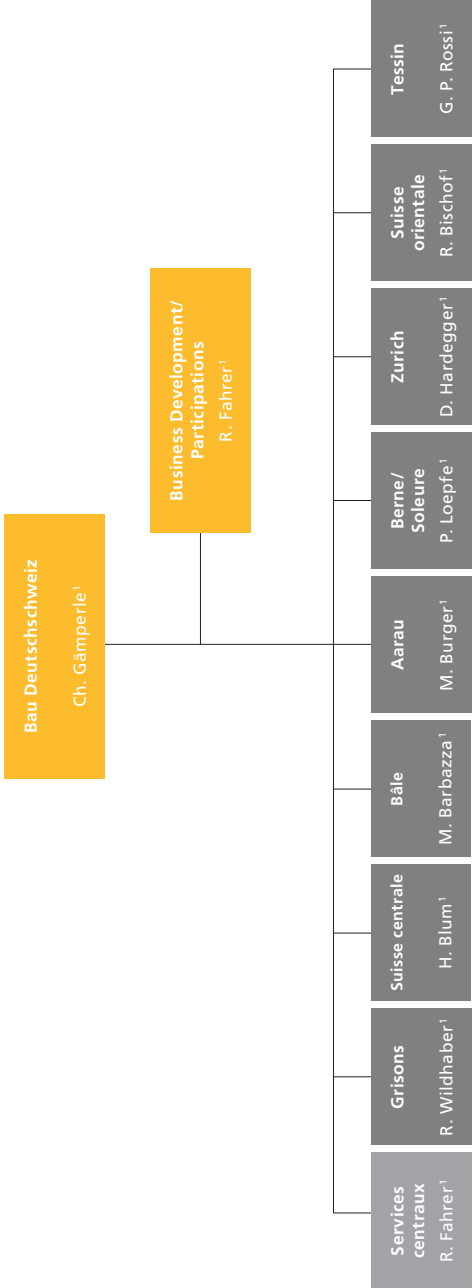 Bau Deutschschweiz
Ch. Gämperle¹
Business Development/
Participations
R. Fahrer¹
Services
centraux
R. Fahrer¹
Grisons
R. Wildhaber¹
Suisse centrale
H. Blum¹
Bâle
M. Barbazza¹
Aarau
M. Burger¹
Berne/
Soleure
P. Loepfe¹
Zurich
D. Hardegger¹
Suisse
orientale
R. Bischof¹
Tessin
G. P. Rossi¹